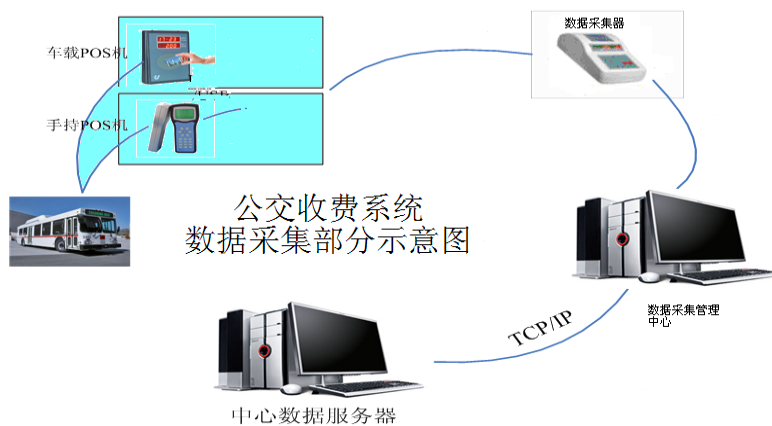 数据采集器
车载POS机
手持POS机
公交收费系统
数据采集部分示意图
数据采集管理
中心
TCP/IP
中心数据服务器